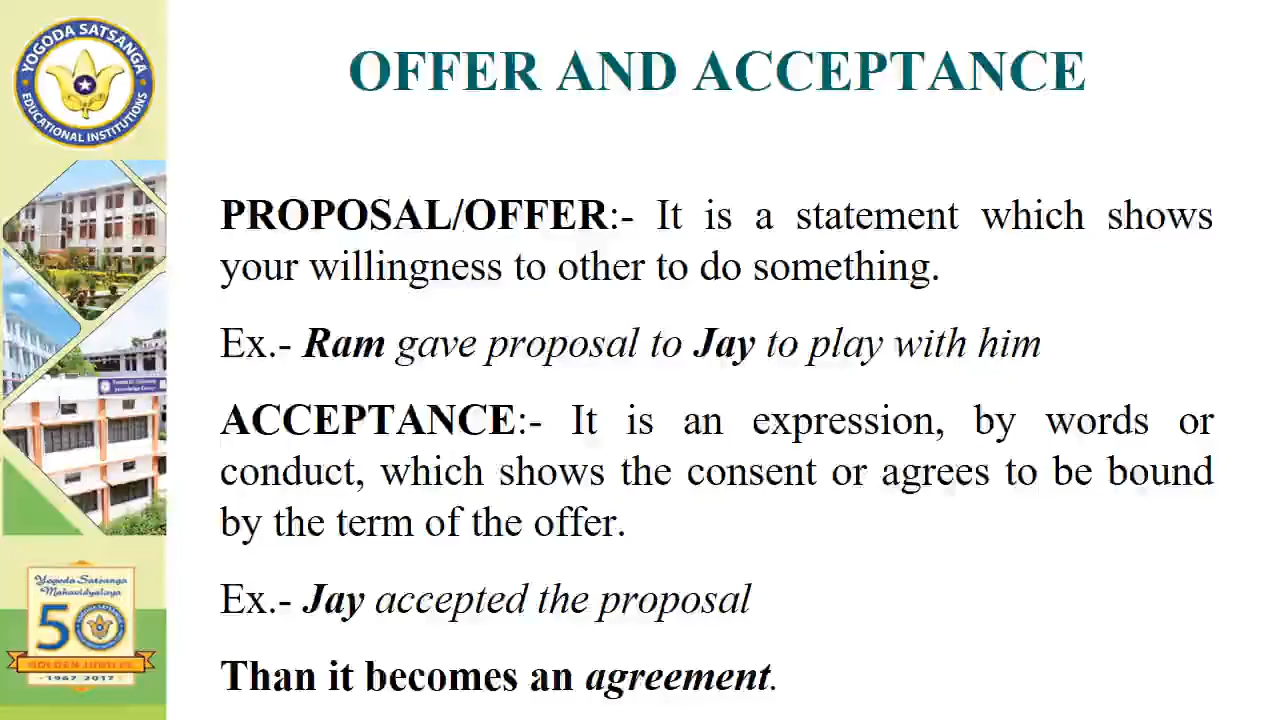 YOGODA SATSANGA
EDUCATIONAL INSTITUTIONS
OFFER AND ACCEPTANCE
PROPOSAL/OFFER:- It is a statement which shows
your willingness to other to do something.
Ex.- Ram gave proposal to Jay to play with him
ACCEPTANCE:- It is an expression, by words or
conduct, which shows the consent or agrees to be bound
by the term of the offer.
Ex.- Jay accepted the proposal
Than it becomes an agreement.
Yogoda Satsanga
Mahavidyalaya
50
GOLDEN JUBILEE
1967-2017